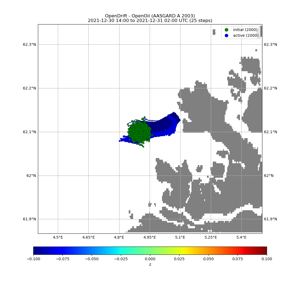 OpenDrift - OpenOil (AASGARD A 2003)
2021-12-30 14:00 to 2021-12-31 02:00 UTC (25 steps)
initial (2000)
active (2000)
62.3°N 62.3°N
62.2°N 62.2°N
62.1°N 62.1°N
62°N 62°N
61.9°N 61.9°N
4.5°E 4.65°E 4.8°E 4.95°E 5.1°E 5.25°E 5.4°E
-0.100 -0.075 -0.050 -0.025 0.000 0.025 0.050 0.075 0.100